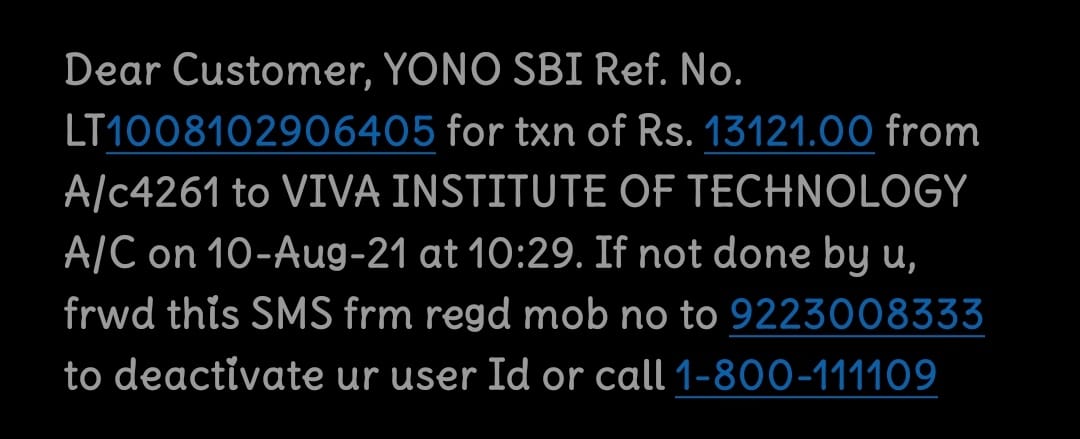 Dear Customer, YONO SBI Ref. No.
LT1008102906405 for txn of Rs. 13121.00 from
A/c4261 to VIVA INSTITUTE OF TECHNOLOGY
A/C on 10-Aug-21 at 10:29. If not done by u,
frwd this SMS frm regd mob no to 9223008333
to deactivate ur user Id or call 1-800-111109